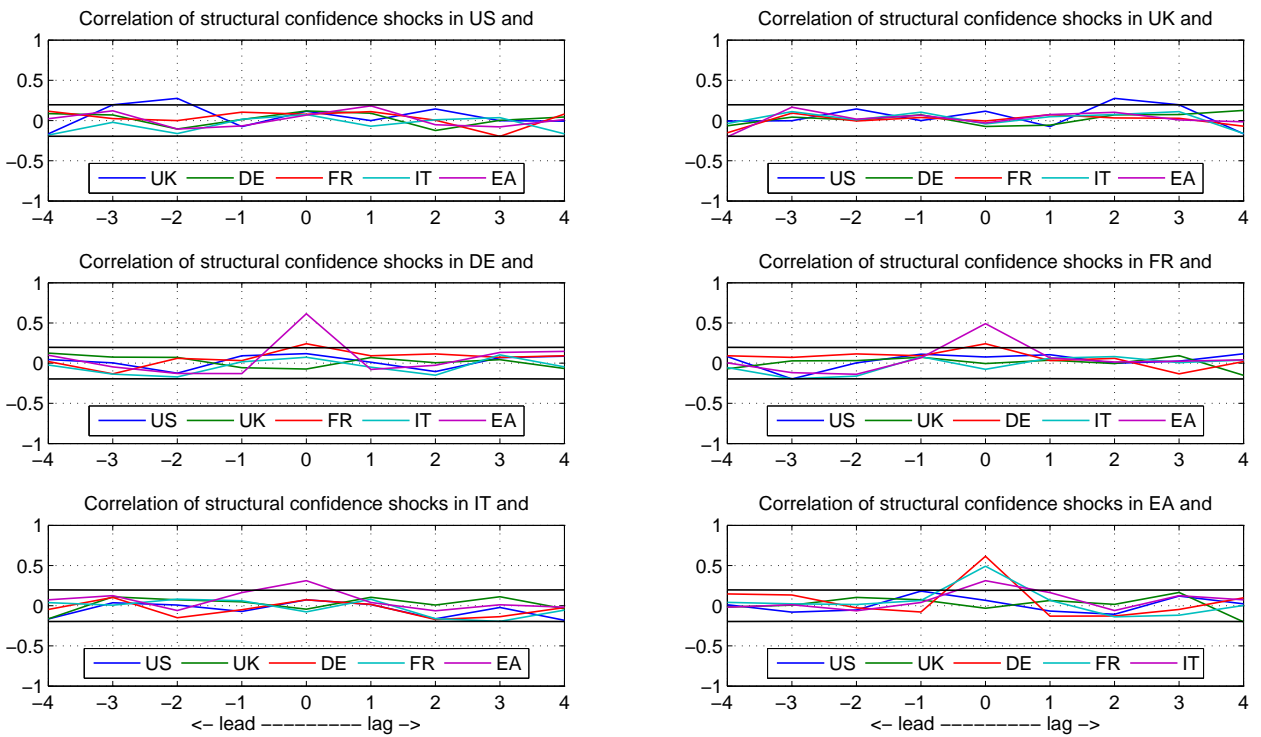 Correlation of structural confidence shocks in US and
1
0.5
0
−0.5
−1
UK DE FR IT EA
−4 −3 −2 −1 0 1 2 3 4
Correlation of structural confidence shocks in UK and
1
0.5
0
−0.5
−1
US DE FR IT EA
−4 −3 −2 −1 0 1 2 3 4
Correlation of structural confidence shocks in DE and
1
0.5
0
−0.5
−1
US UK FR IT EA
−4 −3 −2 −1 0 1 2 3 4
Correlation of structural confidence shocks in FR and
1
0.5
0
−0.5
−1
US UK DE IT EA
−4 −3 −2 −1 0 1 2 3 4
Correlation of structural confidence shocks in IT and
1
0.5
0
−0.5
−1
US UK DE FR EA
−4 −3 −2 −1 0 1 2 3 4
<− lead −−−−−−−−− lag −>
Correlation of structural confidence shocks in EA and
1
0.5
0
−0.5
−1
US UK DE FR IT
−4 −3 −2 −1 0 1 2 3 4
<− lead −−−−−−−−− lag −>